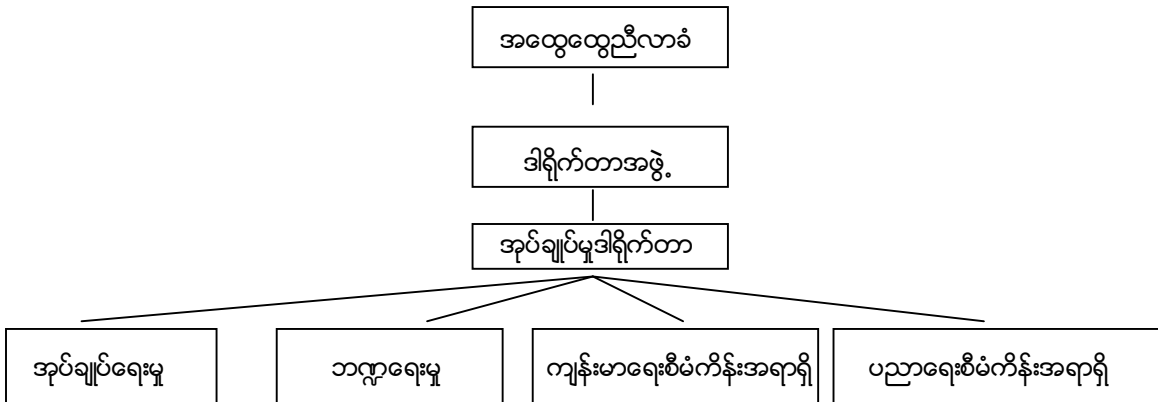 အထွေထွေညီလာခံ
ဒါရိုက်တာအဖွဲ့
အုပ်ချုပ်မှုဒါရိုက်တာ
အုပ်ချုပ်ရေးမှု
ဘဏ္ဍရေးမှု
ကျန်းမာရေးစီမံကိန်းအရာရှိ
ပညာရေးစီမံကိန်းအရာရှိ